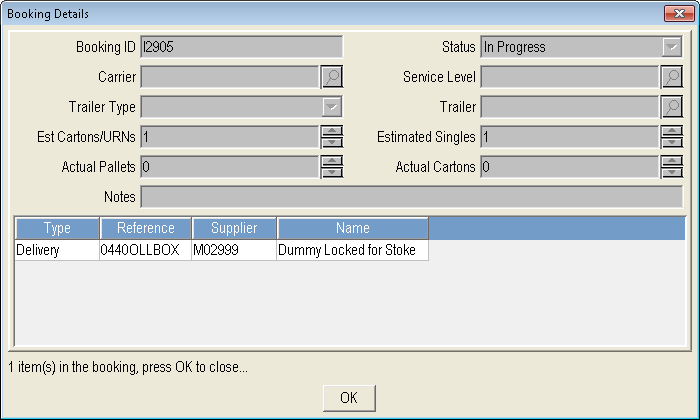 Booking Details
Booking ID I2905 Status In Progress
Carrier Service Level
Trailer Type Trailer
Est Cartons/URNs 1 Estimated Singles 1
Actual Pallets 0 Actual Cartons 0
Notes
Type Reference Supplier Name
Delivery 0440OLLBOX M02999 Dummy Locked for Stoke
1 item(s) in the booking, press OK to close...
OK